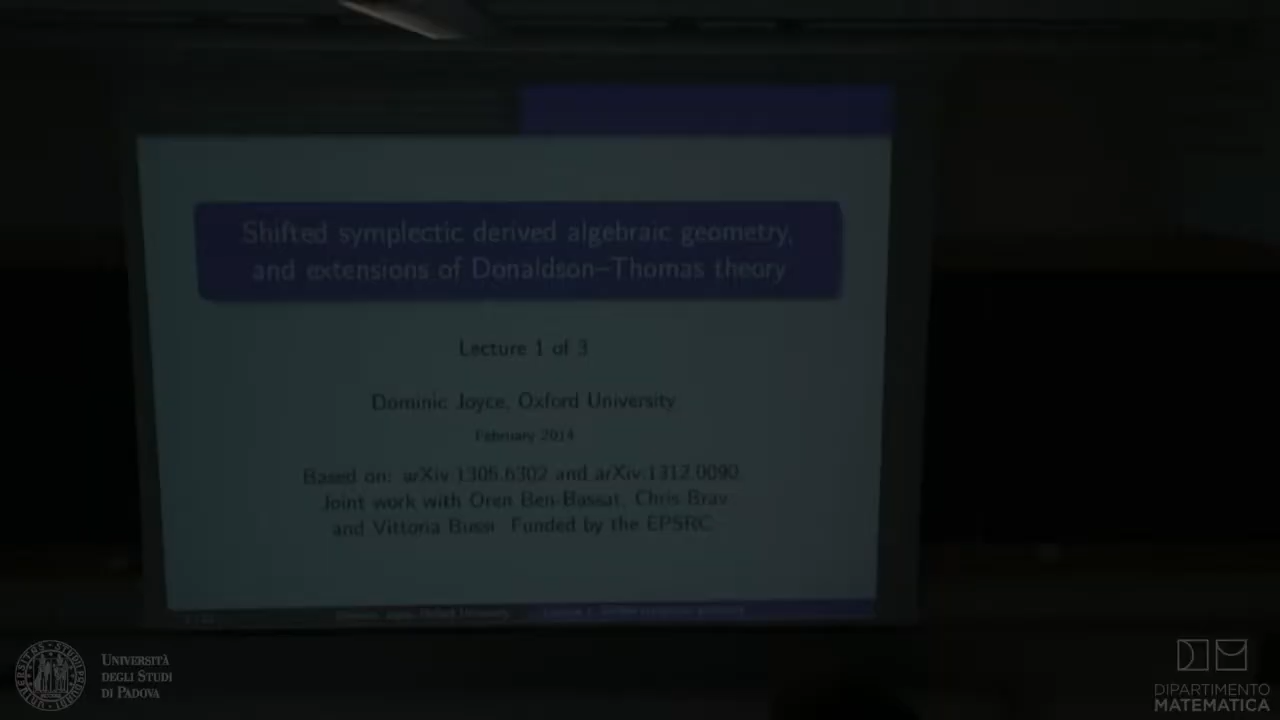 Shifted symplectic derived algebraic geometry,
and extensions of Donaldson–Thomas theory
Lecture 1 of 3
Dominic Joyce, Oxford University
February 2014
Based on: arXiv:1305.6302 and arXiv:1312.0090.
Joint work with Oren Ben-Bassat, Chris Brav
and Vittoria Bussi. Funded by the EPSRC.
UNIVERSITÀ
DEGLI STUDI
DI PADOVA
DIPARTIMENTO
MATEMATICA